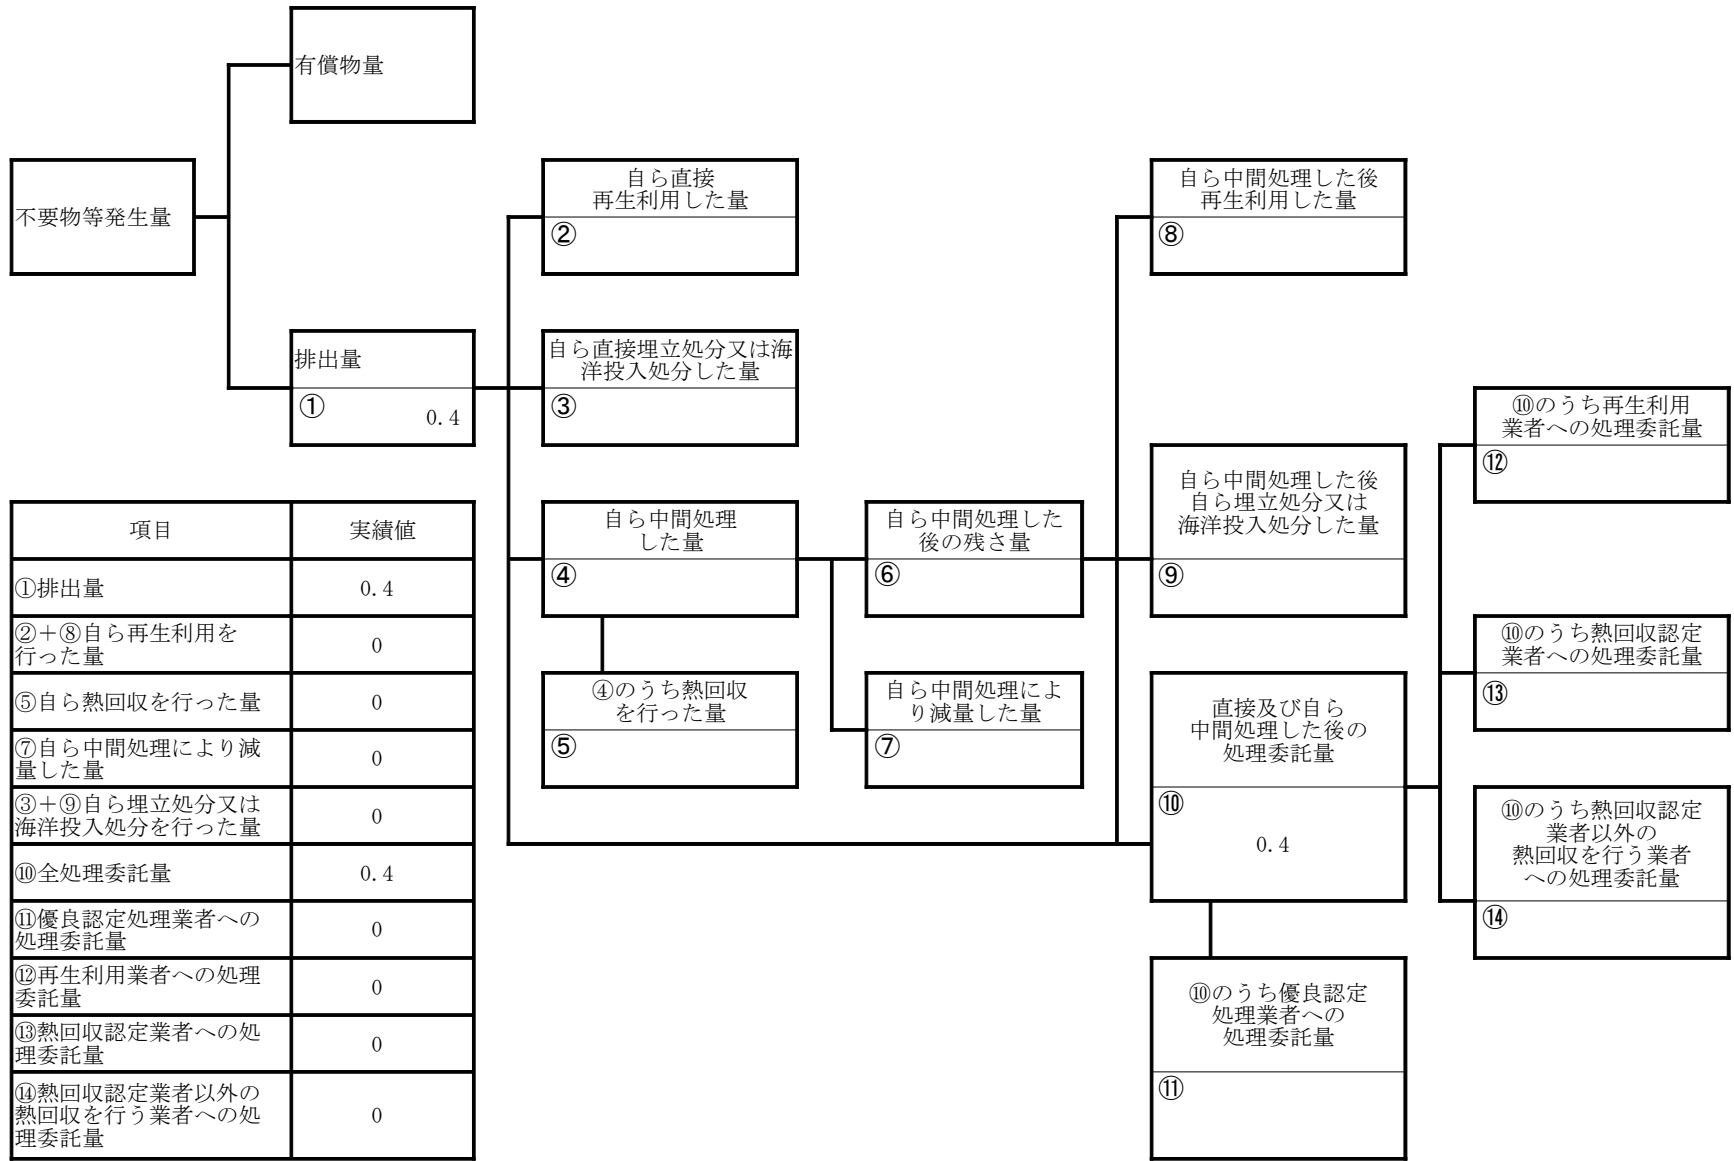 有償物量
不要物等発生量
排出量
①
0.4
自ら直接
再生利用した量
②
自ら直接埋立処分又は海
洋投入処分した量
③
自ら中間処理
した量
④
④のうち熱回収
を行った量
⑤
自ら中間処理した
後の残さ量
⑥
自ら中間処理によ
り減量した量
⑦
自ら中間処理した後
再生利用した量
⑧
自ら中間処理した後
自ら埋立処分又は
海洋投入処分した量
⑨
直接及び自ら
中間処理した後の
処理委託量
⑩
0.4
⑩のうち優良認定
処理業者への
処理委託量
⑪
⑩のうち再生利用
業者への処理委託量
⑫
⑩のうち熱回収認定
業者への処理委託量
⑬
⑩のうち熱回収認定
業者以外の
熱回収を行う業者
への処理委託量
⑭
項目 実績値
①排出量 0.4
②+⑧自ら再生利用を
行った量 0
⑤自ら熱回収を行った量 0
⑦自ら中間処理により減
量した量 0
③+⑨自ら埋立処分又は
海洋投入処分を行った量 0
⑩全処理委託量 0.4
⑪優良認定処理業者への
処理委託量 0
⑫再生利用業者への処理
委託量 0
⑬熱回収認定業者への処
理委託量 0
⑭熱回収認定業者以外の
熱回収を行う業者への処
理委託量 0